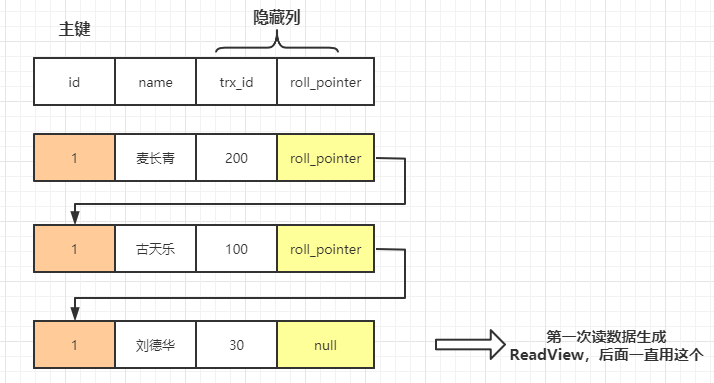 主键
隐藏列
id name trx_id roll_pointer
1 麦长青 200 roll_pointer
1 古天乐 100 roll_pointer
1 刘德华 30 null
第一次读数据生成
ReadView，后面一直用这个